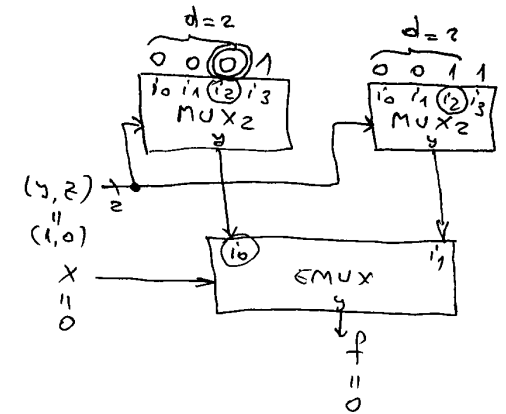 d=2 d=2
0 0 0 1 0 0 1 1
i0 i1 i2 i3 i0 i1 i2 i3
MUX2 MUX2
y y
(y,z) 2
"
(1,0)
i0 i1
x EMUX
" y
0 f
"
0